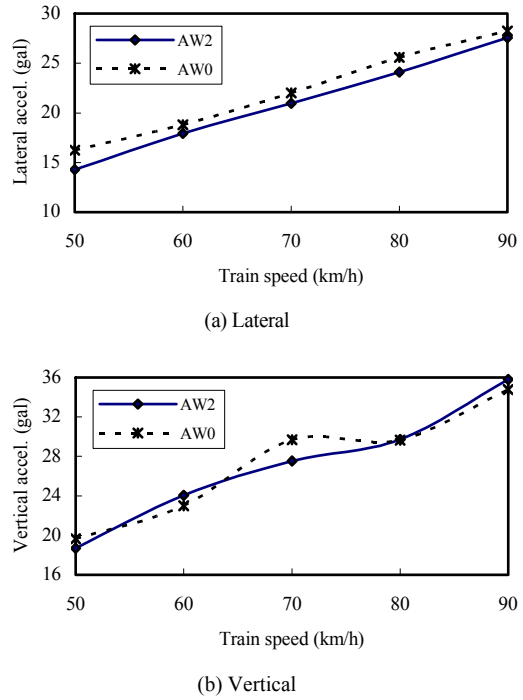 30
25
20
15
10
Lateral accel. (gal)
AW2
AW0
50 60 70 80 90
Train speed (km/h)
(a) Lateral
36
32
28
24
20
16
Vertical accel. (gal)
AW2
AW0
50 60 70 80 90
Train speed (km/h)
(b) Vertical